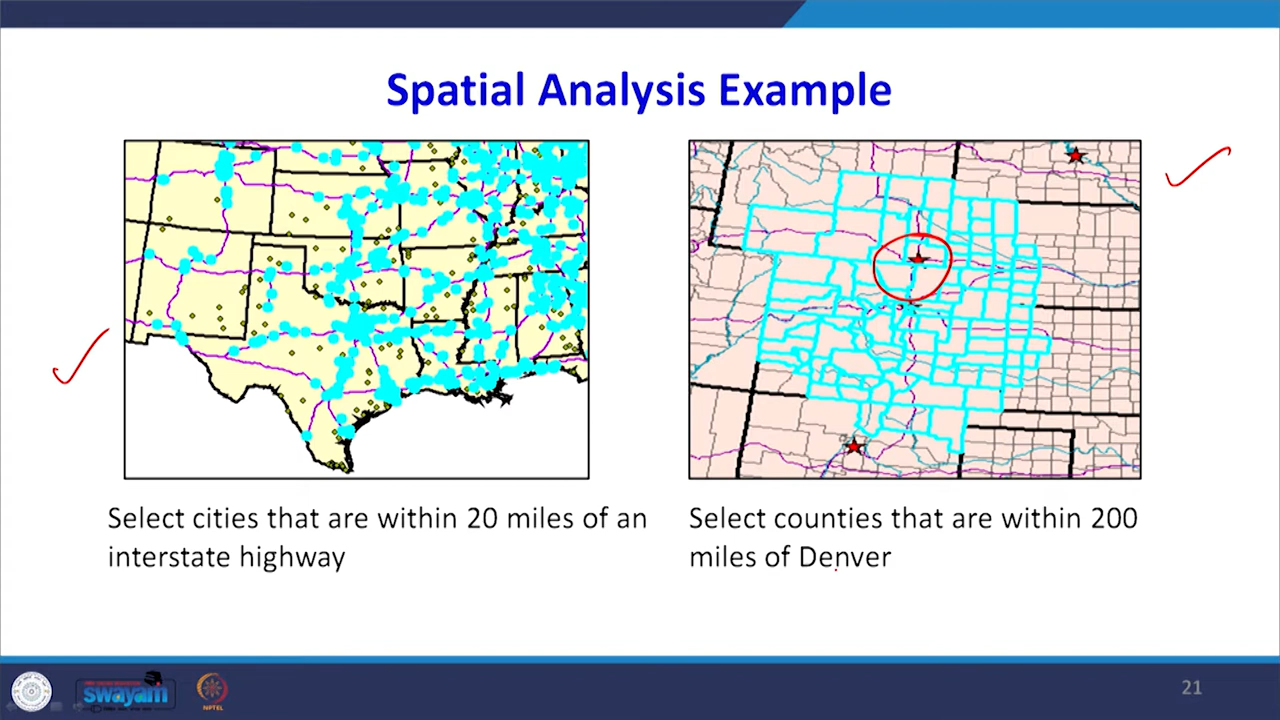 Spatial Analysis Example
Select cities that are within 20 miles of an
interstate highway
Select counties that are within 200
miles of Denver
swayam
NPTEL
21